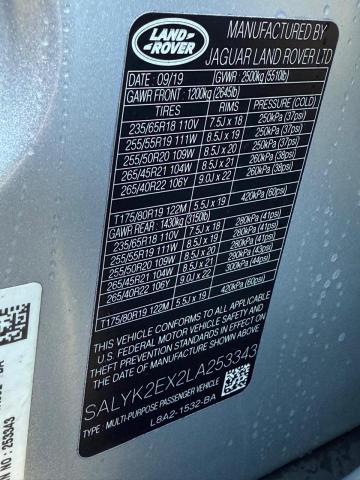 LAND-
ROVER
MANUFACTURED BY
JAGUAR LAND ROVER LTD
DATE: 09/19 GVWR: 2500kg (5510lb)
GAWR FRONT: 1200kg (2645lb)
TIRES RIMS PRESSURE (COLD)
235/65R18 110V 7.5J x 18 250kPa (37psi)
255/55R19 111W 8.5J x 19 250kPa (37psi)
255/50R20 109W 8.5J x 20 250kPa (37psi)
265/45R21 104W 8.5J x 21 260kPa (38psi)
265/40R22 106Y 9.0J x 22 260kPa (38psi)
T175/80R19 122M 5.5J x 19 420kPa (60psi)
GAWR REAR: 1430kg (3150lb)
235/65R18 110V 7.5J x 18 280kPa (41psi)
255/55R19 111W 8.5J x 19 280kPa (41psi)
255/50R20 109W 8.5J x 20 280kPa (41psi)
265/45R21 104W 8.5J x 21 290kPa (43psi)
265/40R22 106Y 9.0J x 22 300kPa (44psi)
T175/80R19 122M 5.5J x 19 420kPa (60psi)
THIS VEHICLE CONFORMS TO ALL APPLICABLE
U.S. FEDERAL MOTOR VEHICLE SAFETY AND
THEFT PREVENTION STANDARDS IN EFFECT
ON THE DATE OF MANUFACTURE SHOWN ABOVE.
SALYK2EX2LA253343
TYPE: MULTI-PURPOSE PASSENGER VEHICLE
L8A2-1532-BA
NO: 253343